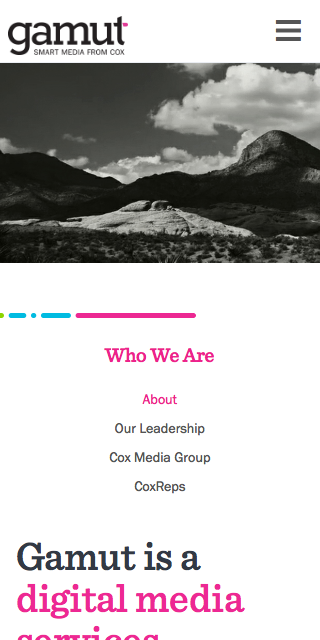 gamut
SMART MEDIA FROM COX
Who We Are
About
Our Leadership
Cox Media Group
CoxReps
Gamut is a
digital media
services